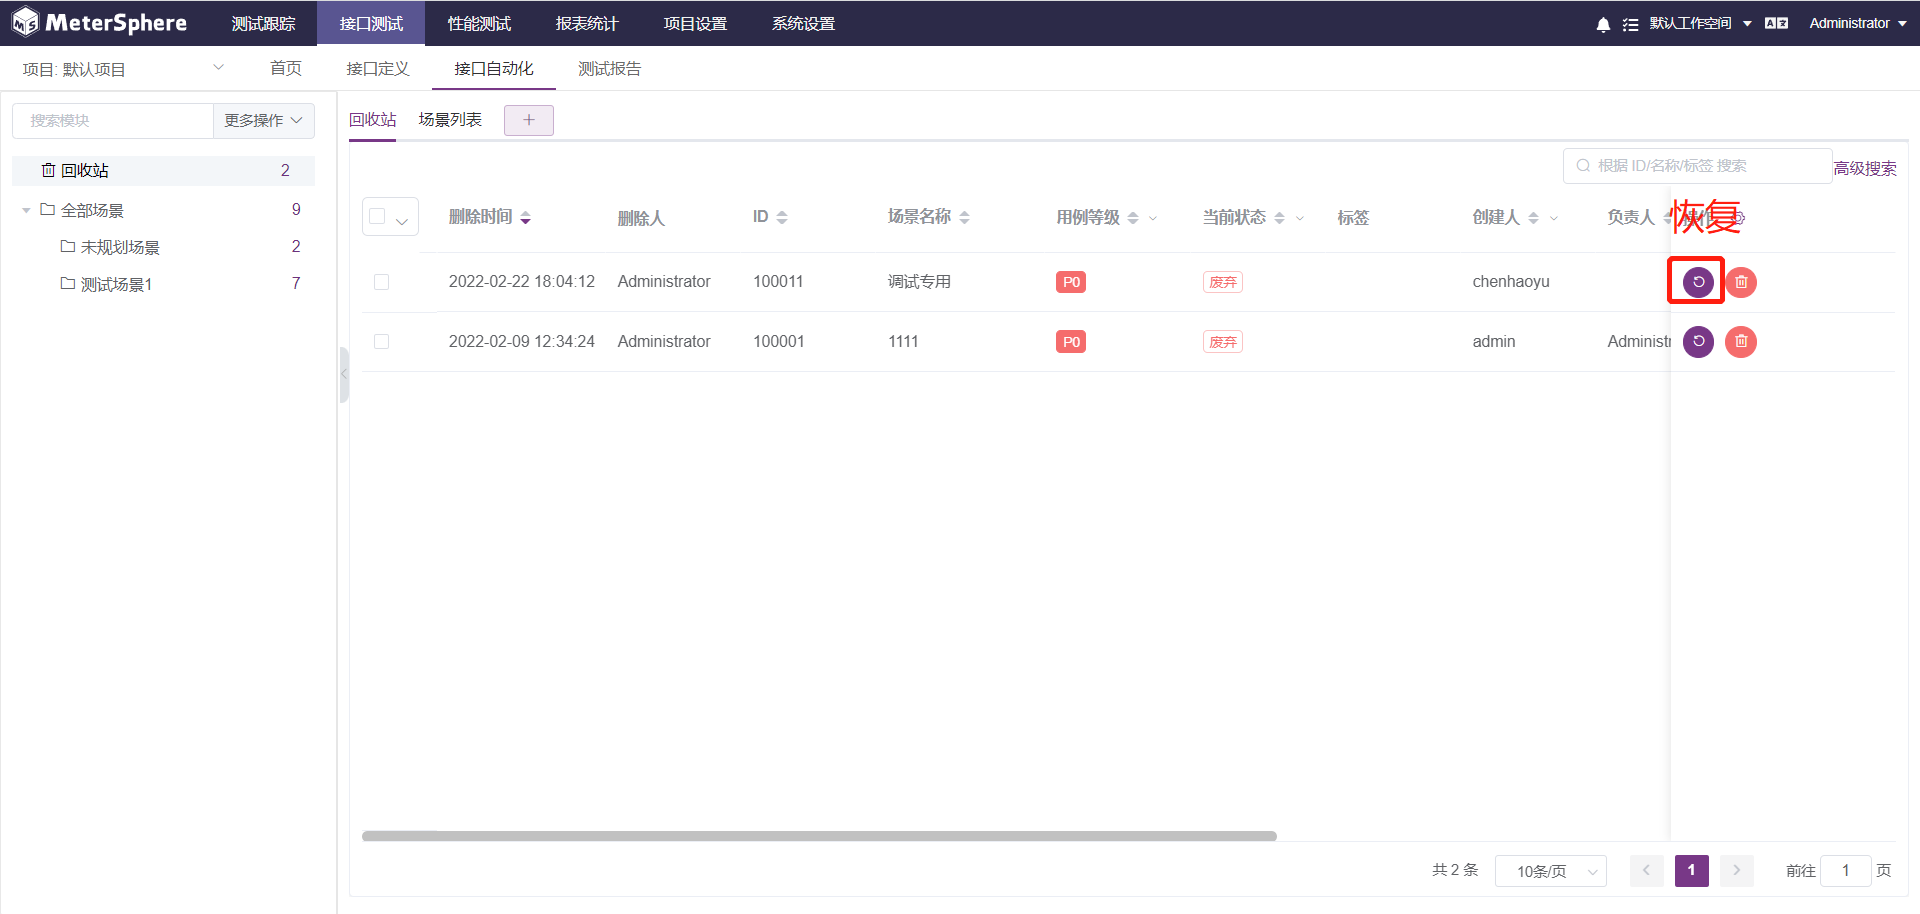 MeterSphere 测试跟踪 接口测试 性能测试 报表统计 项目设置 系统设置 默认工作空间 Administrator
项目: 默认项目 首页 接口定义 接口自动化 测试报告
搜索模块 更多操作
回收站 2
全部场景 9
未规划场景 2
测试场景1 7
回收站 场景列表 +
根据 ID/名称/标签 搜索 高级搜索
删除时间 删除人 ID 场景名称 用例等级 当前状态 标签 创建人 负责人 操作
恢复
2022-02-22 18:04:12 Administrator 100011 调试专用 P0 废弃 chenhaoyu
2022-02-09 12:34:24 Administrator 100001 1111 P0 废弃 admin Administr
共 2 条 10条/页 1 前往 1 页